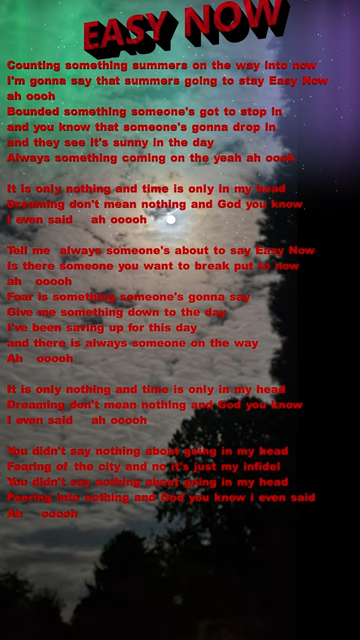 EASY NOW
Counting something summers on the way into now
I'm gonna say that summers going to stay Easy Now
ah oooh
Bounded something someone's got to stop in
and you know that someone's gonna drop in
and they see it's sunny in the day
Always something coming on the yeah ah oooh
It is only nothing and time is only in my head
Dreaming don't mean nothing and God you know
I even said ah ooooh
Tell me always someone's about to say Easy Now
Is there someone you want to break put to now
ah ooooh
Fear is something someone's gonna say
Give me something down to the day
I've been saving up for this day
and there is always someone on the way
Ah ooooh
It is only nothing and time is only in my head
Dreaming don't mean nothing and God you know
I even said ah ooooh
You didn't say nothing about going in my head
Fearing of the city and no it's just my infidel
You didn't say nothing about going in my head
Peering into nothing and God you know i even said
Ah ooooh